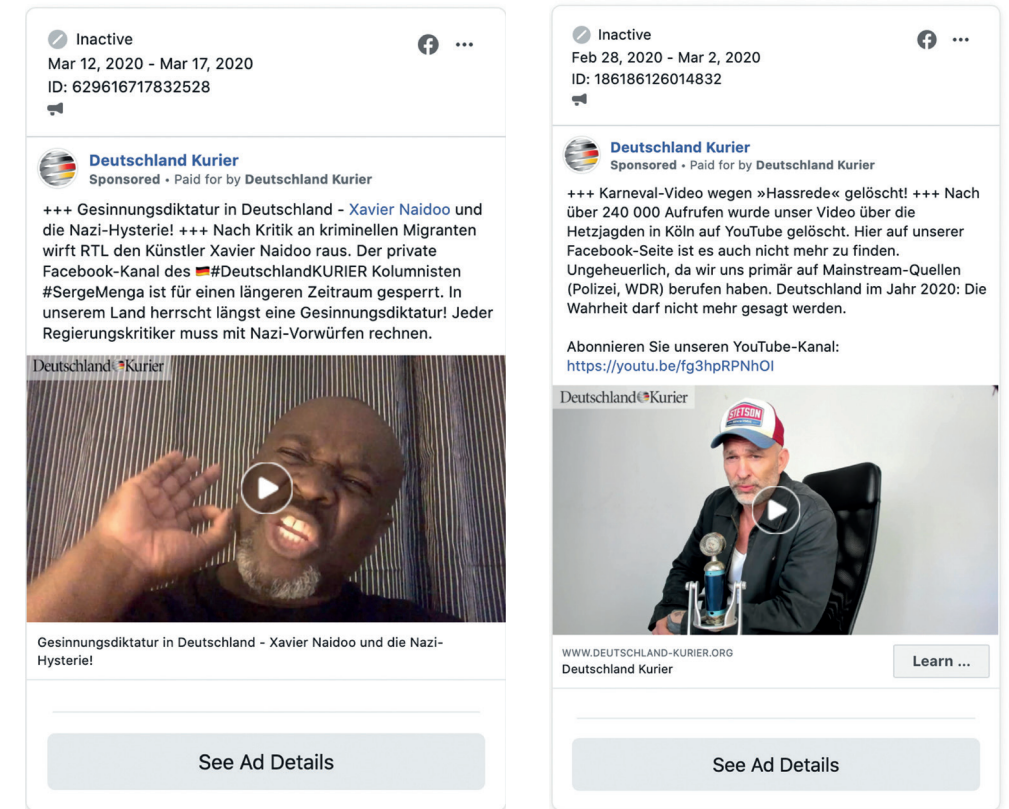 Inactive
Mar 12, 2020 - Mar 17, 2020
ID: 629616717832528
Deutschland Kurier
Sponsored • Paid for by Deutschland Kurier
+++ Gesinnungsdiktatur in Deutschland - Xavier Naidoo und
die Nazi-Hysterie! +++ Nach Kritik an kriminellen Migranten
wirft RTL den Künstler Xavier Naidoo raus. Der private
Facebook-Kanal des 🇩🇪#DeutschlandKURIER Kolumnisten
#SergeMenga ist für einen längeren Zeitraum gesperrt. In
unserem Land herrscht längst eine Gesinnungsdiktatur! Jeder
Regierungskritiker muss mit Nazi-Vorwürfen rechnen.
Deutschland Kurier
Gesinnungsdiktatur in Deutschland - Xavier Naidoo und die Nazi-
Hysterie!
See Ad Details
Inactive
Feb 28, 2020 - Mar 2, 2020
ID: 186186126014832
Deutschland Kurier
Sponsored • Paid for by Deutschland Kurier
+++ Karneval-Video wegen »Hassrede« gelöscht! +++ Nach
über 240 000 Aufrufen wurde unser Video über die
Hetzjagden in Köln auf YouTube gelöscht. Hier auf unserer
Facebook-Seite ist es auch nicht mehr zu finden.
Ungeheuerlich, da wir uns primär auf Mainstream-Quellen
(Polizei, WDR) berufen haben. Deutschland im Jahr 2020: Die
Wahrheit darf nicht mehr gesagt werden.
Abonnieren Sie unseren YouTube-Kanal:
https://youtu.be/fg3hpRPNhOI
Deutschland Kurier
STETSON
WWW.DEUTSCHLAND-KURIER.ORG
Deutschland Kurier
Learn ...
See Ad Details